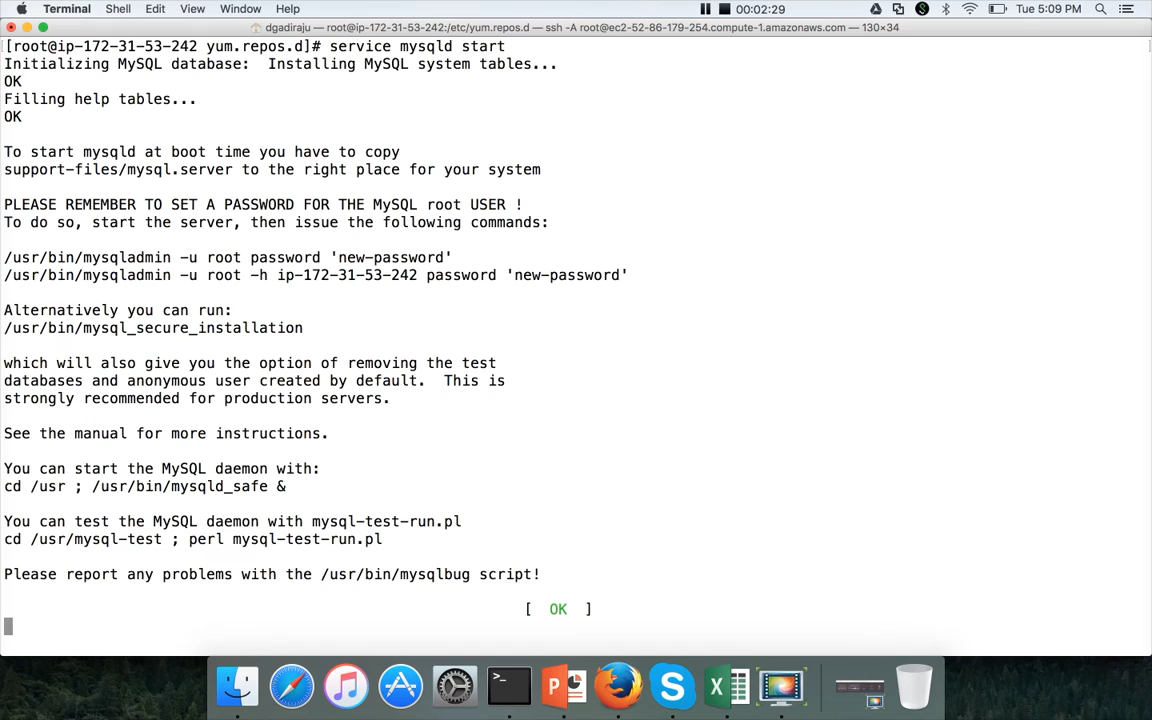 Terminal Shell Edit View Window Help 00:02:29 Tue 5:09 PM
dgadiraju — root@ip-172-31-53-242:/etc/yum.repos.d — ssh -A root@ec2-52-86-179-254.compute-1.amazonaws.com — 130×34
[root@ip-172-31-53-242 yum.repos.d]# service mysqld start
Initializing MySQL database:  Installing MySQL system tables...
OK
Filling help tables...
OK
To start mysqld at boot time you have to copy
support-files/mysql.server to the right place for your system
PLEASE REMEMBER TO SET A PASSWORD FOR THE MySQL root USER !
To do so, start the server, then issue the following commands:
/usr/bin/mysqladmin -u root password 'new-password'
/usr/bin/mysqladmin -u root -h ip-172-31-53-242 password 'new-password'
Alternatively you can run:
/usr/bin/mysql_secure_installation
which will also give you the option of removing the test
databases and anonymous user created by default.  This is
strongly recommended for production servers.
See the manual for more instructions.
You can start the MySQL daemon with:
cd /usr ; /usr/bin/mysqld_safe &
You can test the MySQL daemon with mysql-test-run.pl
cd /usr/mysql-test ; perl mysql-test-run.pl
Please report any problems with the /usr/bin/mysqlbug script!
[  OK  ]